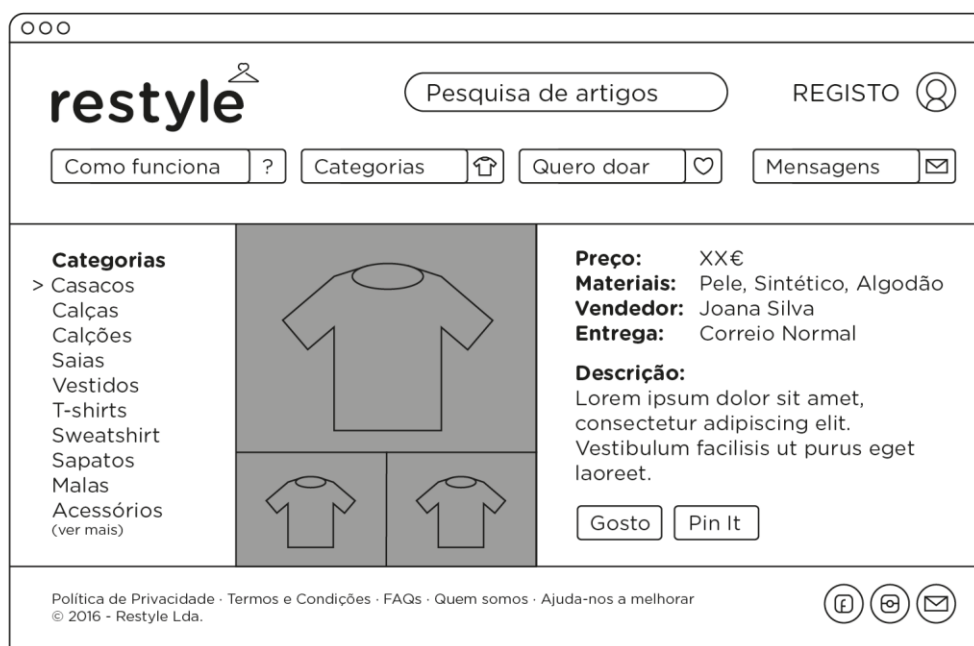 restyle
Pesquisa de artigos
REGISTO
Como funciona ?
Categorias
Quero doar
Mensagens
Categorias
> Casacos
Calças
Calções
Saias
Vestidos
T-shirts
Sweatshirt
Sapatos
Malas
Acessórios
(ver mais)
Preço: XX€
Materiais: Pele, Sintético, Algodão
Vendedor: Joana Silva
Entrega: Correio Normal
Descrição:
Lorem ipsum dolor sit amet,
consectetur adipiscing elit.
Vestibulum facilisis ut purus eget
laoreet.
Gosto
Pin It
Política de Privacidade · Termos e Condições · FAQs · Quem somos · Ajuda-nos a melhorar
© 2016 - Restyle Lda.